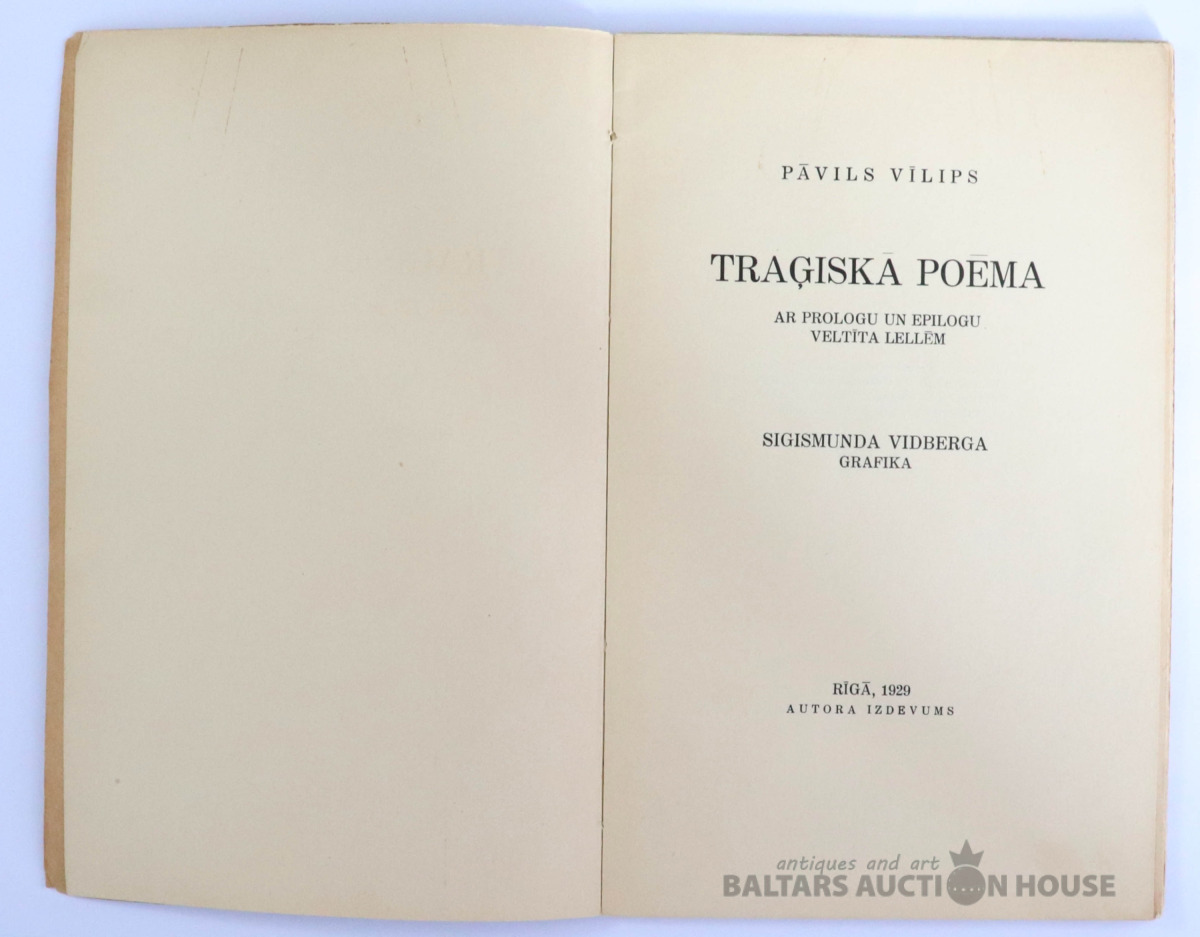 PĀVILS VĪLIPS
TRAĢISKĀ POĒMA
AR PROLOGU UN EPILOGU
VELTĪTA LELLĒM
SIGISMUNDA VIDBERGA
GRAFIKA
RĪGĀ, 1929
AUTORA IZDEVUMS
antiques and art
BALTARS AUCTION HOUSE